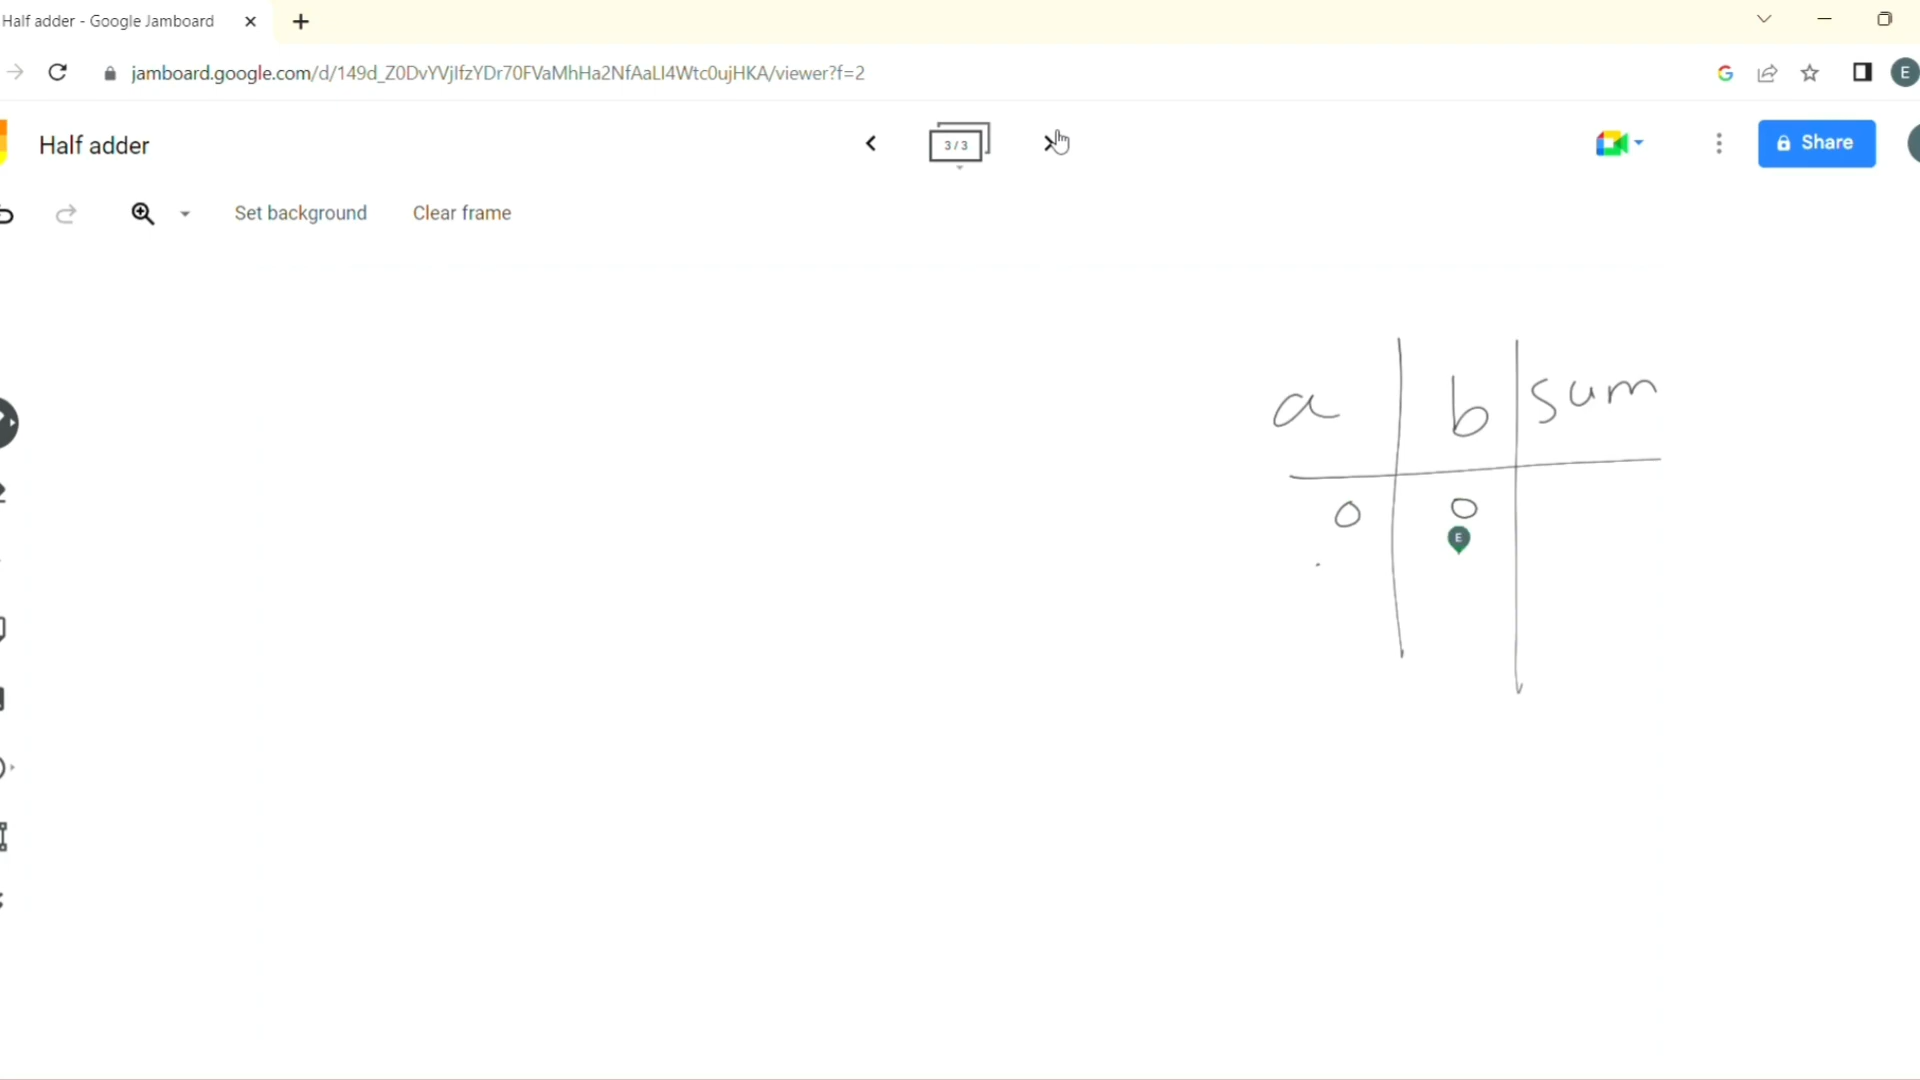 Half adder - Google Jamboard
jamboard.google.com/d/149d_Z0DvYVjlfzYDr70FVaMhHa2NfAaLI4Wtc0ujHKA/viewer?f=2
E
Half adder
3 / 3
Share
Set background
Clear frame
a b sum
0 0
E